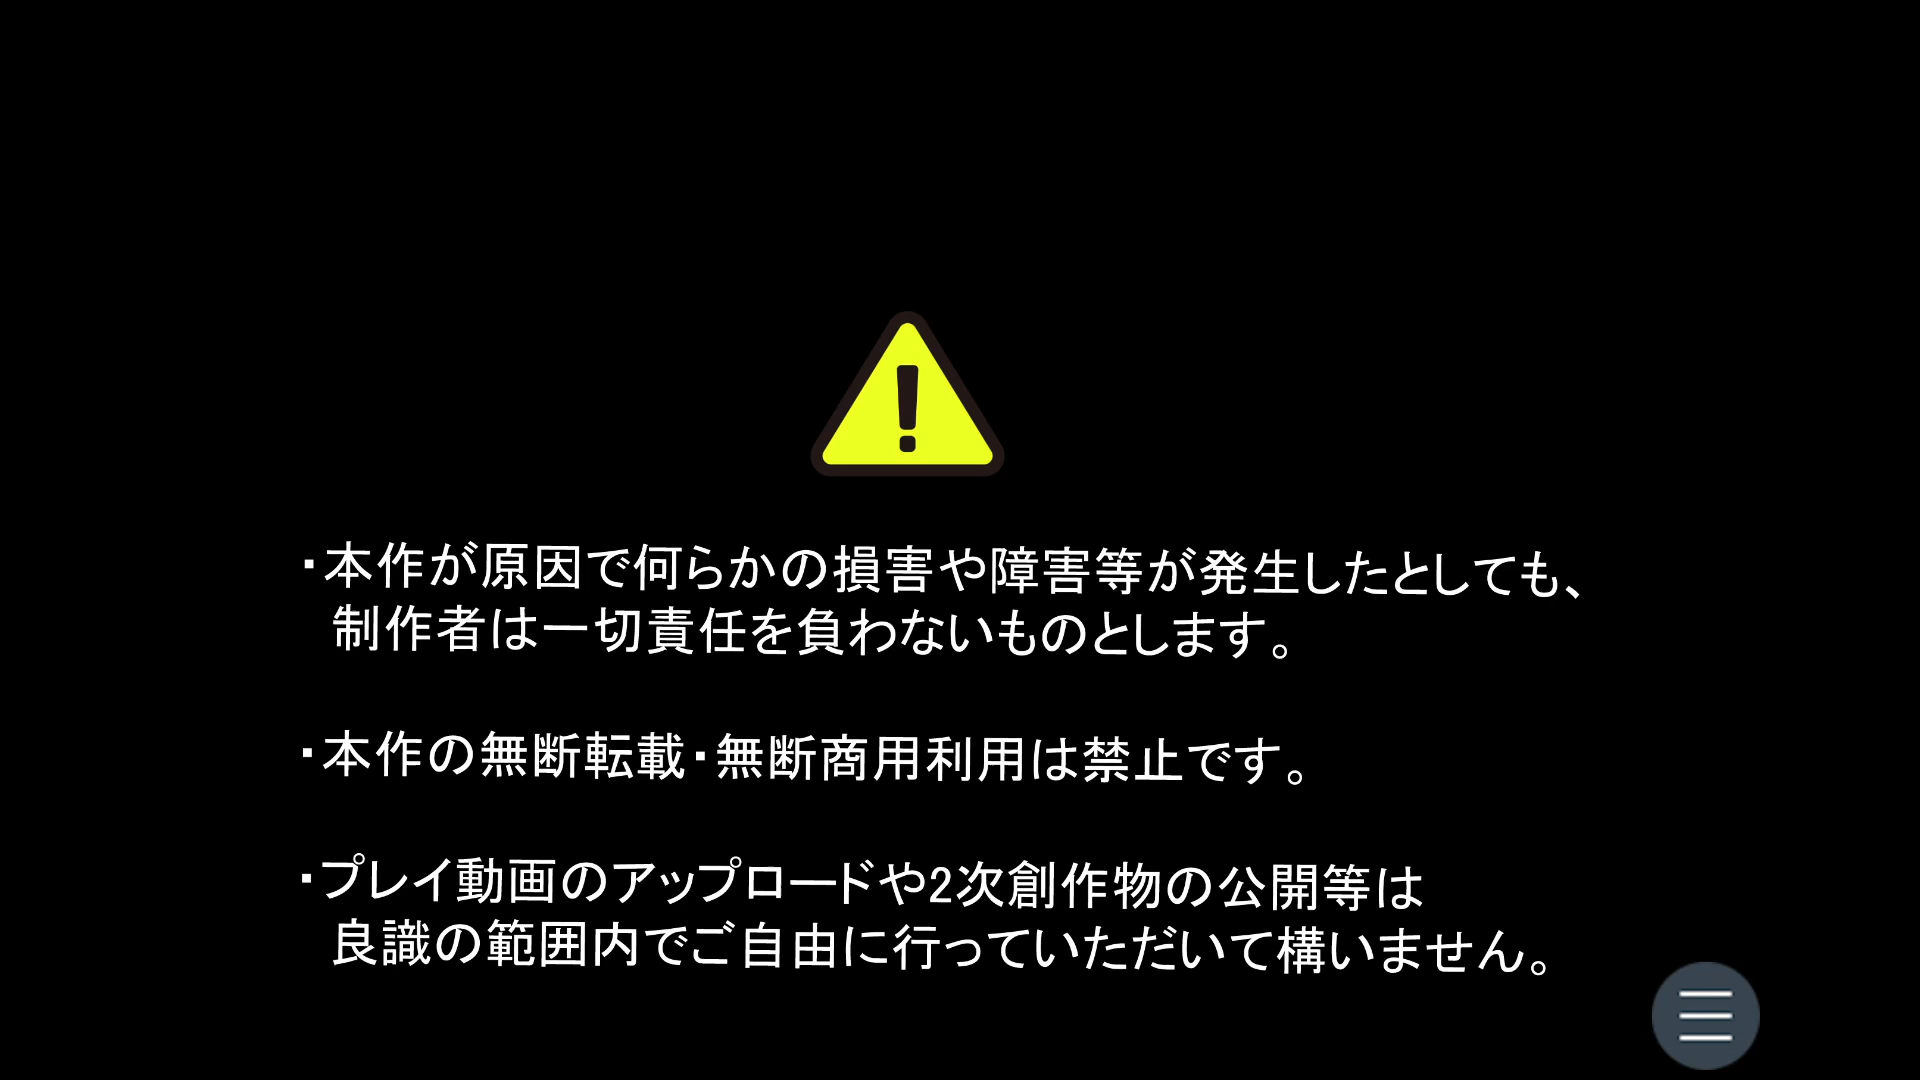 ・本作が原因で何らかの損害や障害等が発生したとしても、
制作者は一切責任を負わないものとします。
・本作の無断転載・無断商用利用は禁止です。
・プレイ動画のアップロードや2次創作物の公開等は
良識の範囲内でご自由に行っていただいて構いません。